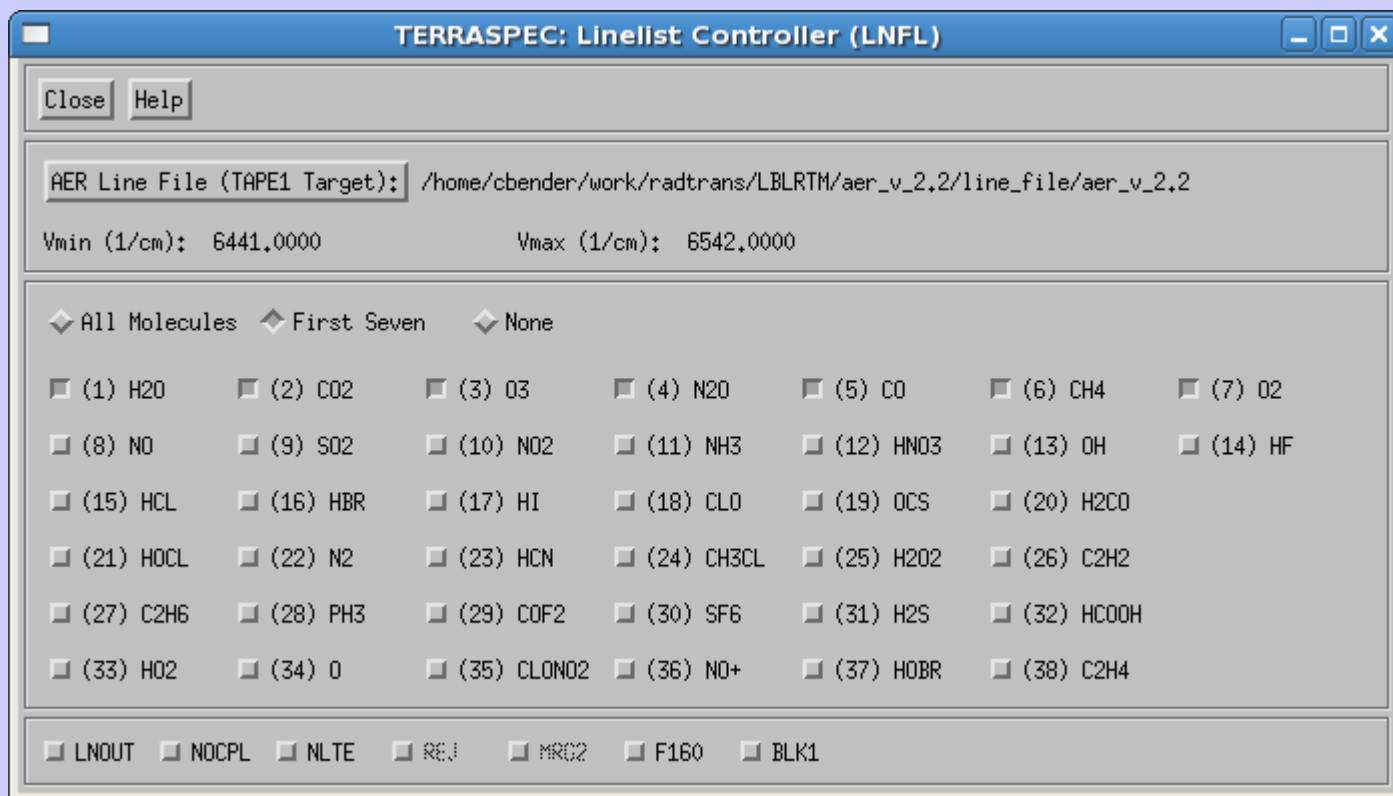 TERRASPEC: Linelist Controller (LNFL)
Close Help
AER Line File (TAPE1 Target): /home/cbender/work/radtrans/LBLRTM/aer_v_2.2/line_file/aer_v_2.2
Vmin (1/cm): 6441.0000 Vmax (1/cm): 6542.0000
All Molecules First Seven None
(1) H2O (2) CO2 (3) O3 (4) N2O (5) CO (6) CH4 (7) O2
(8) NO (9) SO2 (10) NO2 (11) NH3 (12) HNO3 (13) OH (14) HF
(15) HCL (16) HBR (17) HI (18) CLO (19) OCS (20) H2CO
(21) HOCL (22) N2 (23) HCN (24) CH3CL (25) H2O2 (26) C2H2
(27) C2H6 (28) PH3 (29) COF2 (30) SF6 (31) H2S (32) HCOOH
(33) HO2 (34) O (35) CLONO2 (36) NO+ (37) HOBR (38) C2H4
LNOUT NOCPL NLTE REJ MRG2 F160 BLK1